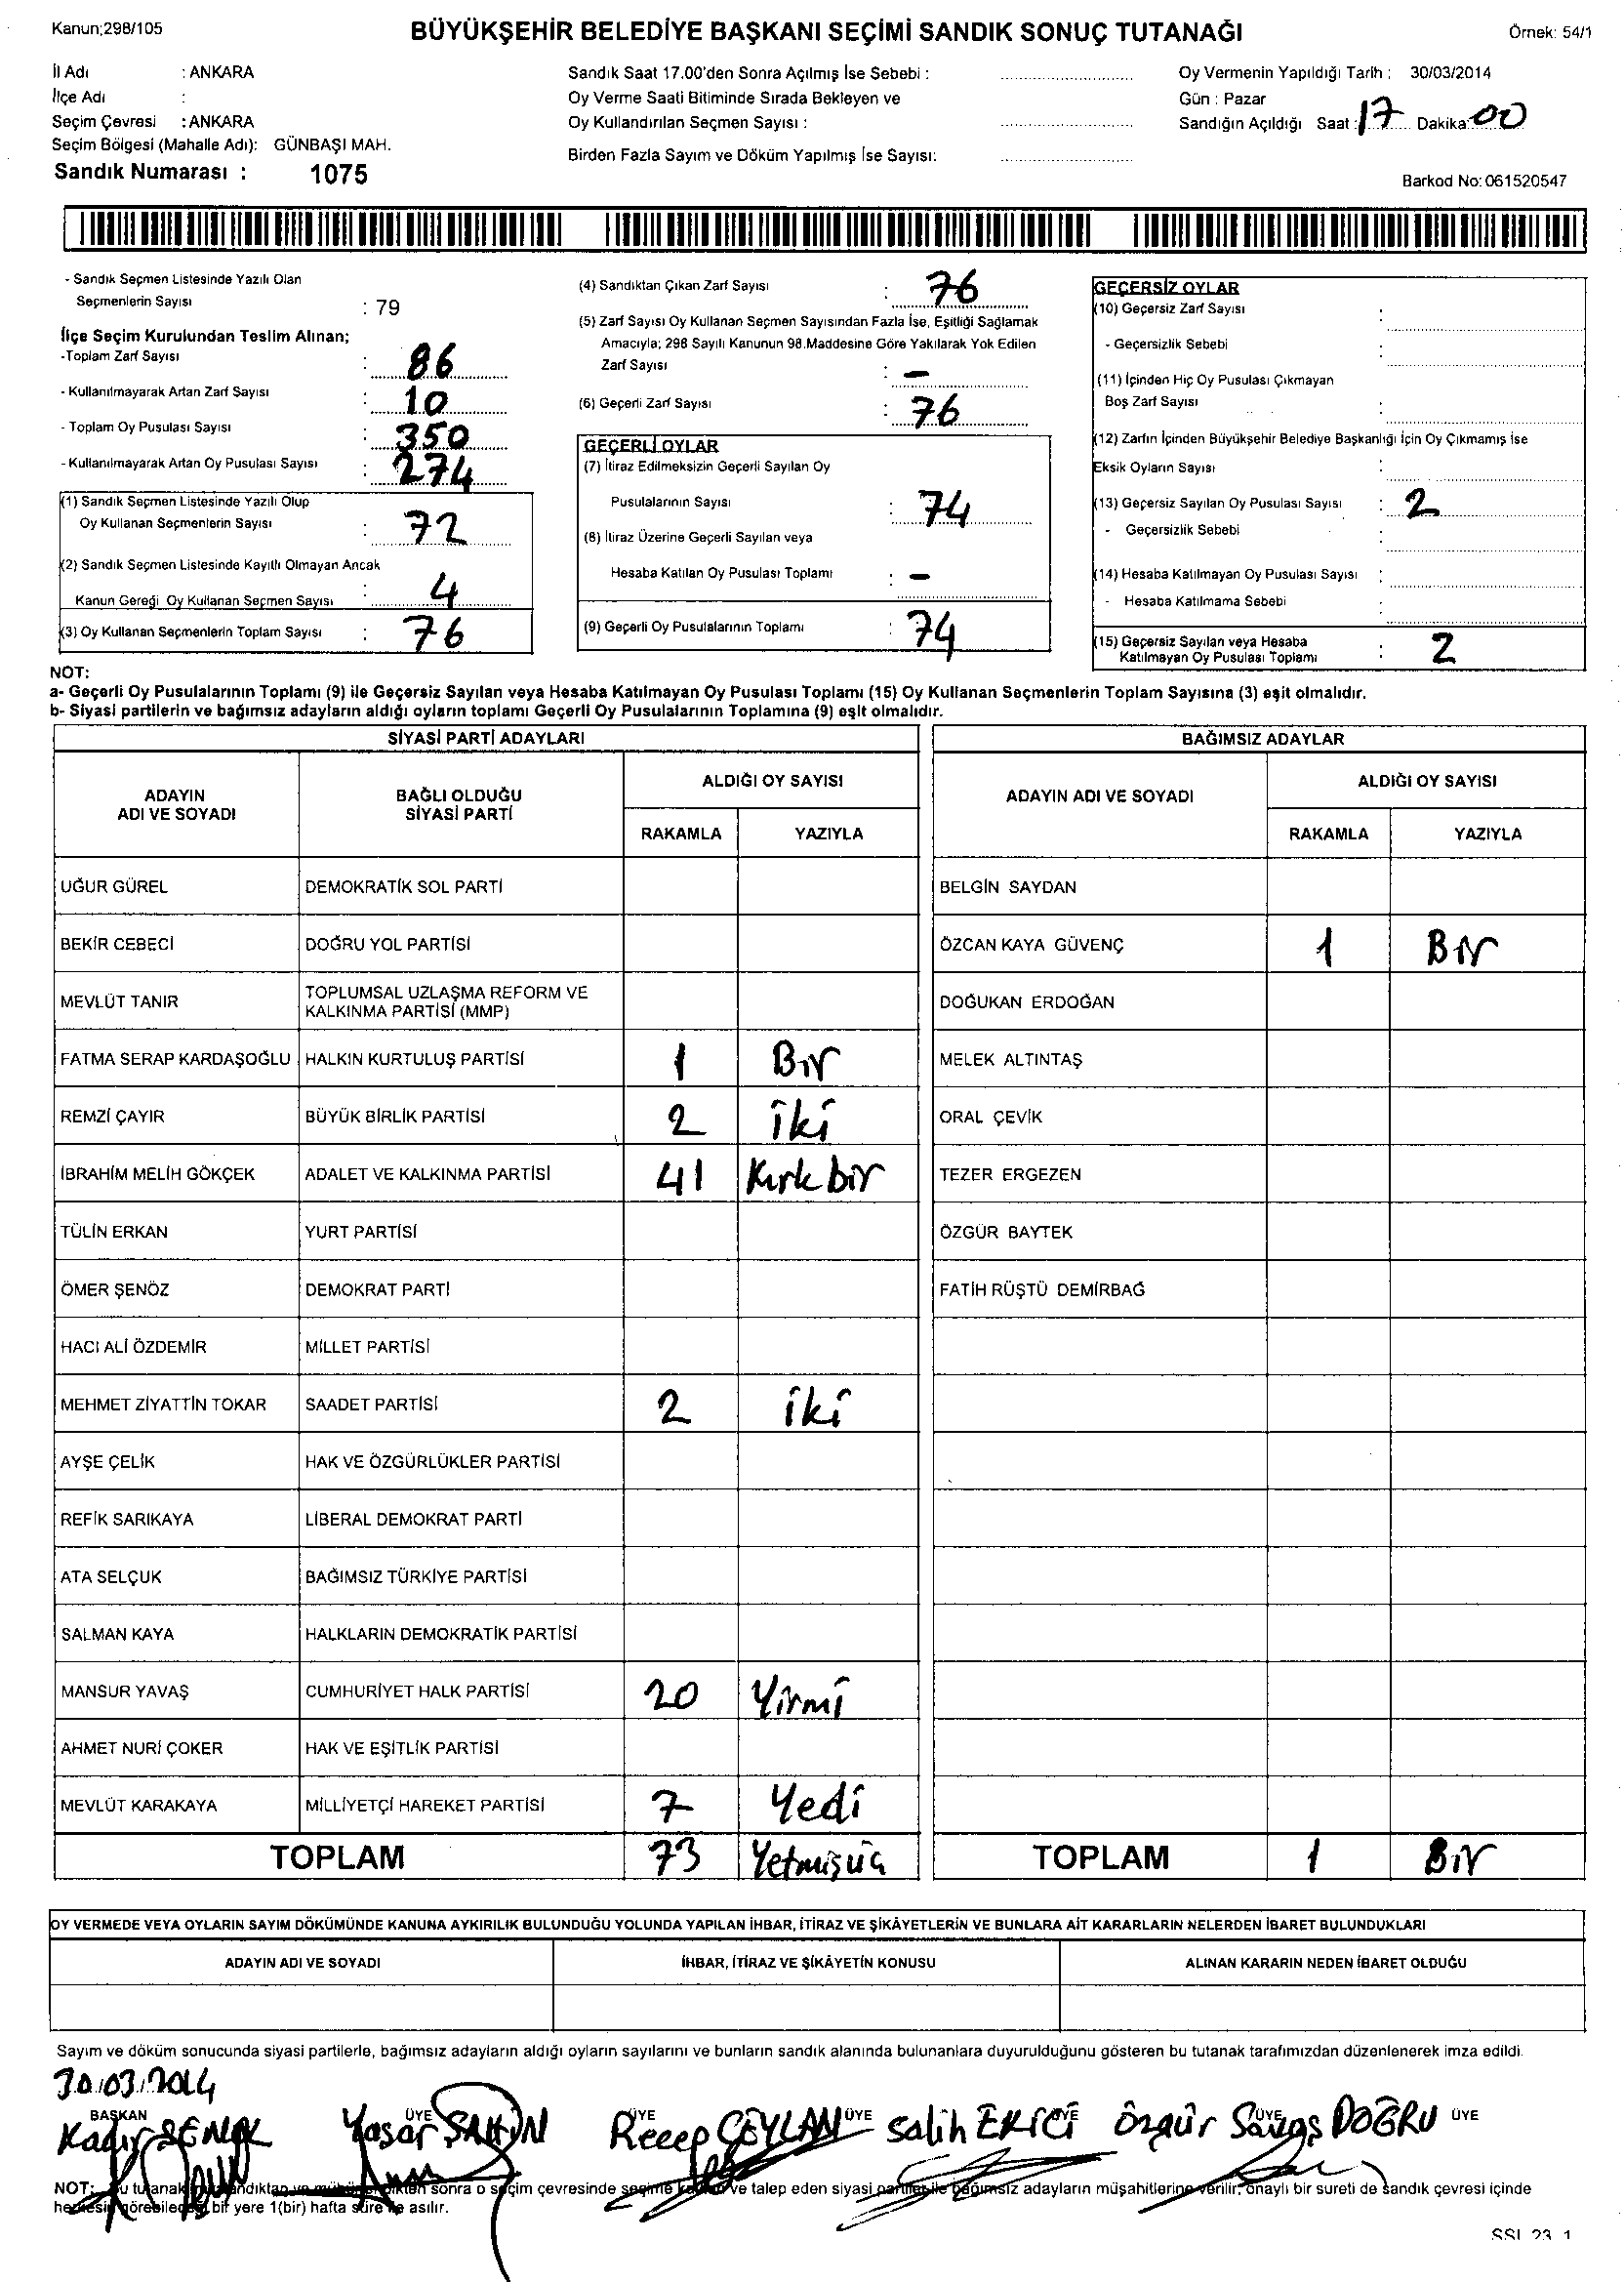 Kanun;298/105
BÜYÜKŞEHİR BELEDİYE BAŞKANI SEÇİMİ SANDIK SONUÇ TUTANAĞI
Örnek: 54/1
İl Adı : ANKARA
İlçe Adı :
Seçim Çevresi : ANKARA
Seçim Bölgesi (Mahalle Adı): GÜNBAŞI MAH.
Sandık Numarası : 1075
Sandık Saat 17.00'den Sonra Açılmış İse Sebebi :
Oy Verme Saati Bitiminde Sırada Bekleyen ve
Oy Kullandırılan Seçmen Sayısı :
Birden Fazla Sayım ve Döküm Yapılmış İse Sayısı:
Oy Vermenin Yapıldığı Tarih : 30/03/2014
Gün : Pazar
Sandığın Açıldığı Saat : 17 Dakika: 00
Barkod No: 061520547
- Sandık Seçmen Listesinde Yazılı Olan
Seçmenlerin Sayısı : 79
İlçe Seçim Kurulundan Teslim Alınan;
-Toplam Zarf Sayısı : 86
- Kullanılmayarak Artan Zarf Sayısı : 10
- Toplam Oy Pusulası Sayısı : 350
- Kullanılmayarak Artan Oy Pusulası Sayısı : 274
(1) Sandık Seçmen Listesinde Yazılı Olup
Oy Kullanan Seçmenlerin Sayısı : 72
(2) Sandık Seçmen Listesinde Kayıtlı Olmayan Ancak
Kanun Gereği Oy Kullanan Seçmen Sayısı : 4
(3) Oy Kullanan Seçmenlerin Toplam Sayısı : 76
(4) Sandıktan Çıkan Zarf Sayısı : 76
(5) Zarf Sayısı Oy Kullanan Seçmen Sayısından Fazla İse, Eşitliği Sağlamak
Amacıyla; 298 Sayılı Kanunun 98.Maddesine Göre Yakılarak Yok Edilen
Zarf Sayısı : -
(6) Geçerli Zarf Sayısı : 76
GEÇERLİ OYLAR
(7) İtiraz Edilmeksizin Geçerli Sayılan Oy
Pusulalarının Sayısı : 74
(8) İtiraz Üzerine Geçerli Sayılan veya
Hesaba Katılan Oy Pusulası Toplamı : -
(9) Geçerli Oy Pusulalarının Toplamı : 74
GEÇERSİZ OYLAR
(10) Geçersiz Zarf Sayısı :
- Geçersizlik Sebebi :
(11) İçinden Hiç Oy Pusulası Çıkmayan
Boş Zarf Sayısı :
(12) Zarfın İçinden Büyükşehir Belediye Başkanlığı İçin Oy Çıkmamış İse
Eksik Oyların Sayısı :
(13) Geçersiz Sayılan Oy Pusulası Sayısı : 2
- Geçersizlik Sebebi :
(14) Hesaba Katılmayan Oy Pusulası Sayısı :
- Hesaba Katılmama Sebebi :
(15) Geçersiz Sayılan veya Hesaba
Katılmayan Oy Pusulası Toplamı : 2
NOT:
a- Geçerli Oy Pusulalarının Toplamı (9) ile Geçersiz Sayılan veya Hesaba Katılmayan Oy Pusulası Toplamı (15) Oy Kullanan Seçmenlerin Toplam Sayısına (3) eşit olmalıdır.
b- Siyasi partilerin ve bağımsız adayların aldığı oyların toplamı Geçerli Oy Pusulalarının Toplamına (9) eşit olmalıdır.
SİYASİ PARTİ ADAYLARI
ADAYIN ADI VE SOYADI BAĞLI OLDUĞU SİYASİ PARTİ ALDIĞI OY SAYISI
RAKAMLA YAZIYLA
UĞUR GÜREL DEMOKRATİK SOL PARTİ
BEKİR CEBECİ DOĞRU YOL PARTİSİ
MEVLÜT TANIR TOPLUMSAL UZLAŞMA REFORM VE KALKINMA PARTİSİ (MMP)
FATMA SERAP KARDAŞOĞLU HALKIN KURTULUŞ PARTİSİ 1 Bir
REMZİ ÇAYIR BÜYÜK BİRLİK PARTİSİ 2 iki
İBRAHİM MELİH GÖKÇEK ADALET VE KALKINMA PARTİSİ 41 Kırk bir
TÜLİN ERKAN YURT PARTİSİ
ÖMER ŞENÖZ DEMOKRAT PARTİ
HACI ALİ ÖZDEMİR MİLLET PARTİSİ
MEHMET ZİYATTİN TOKAR SAADET PARTİSİ 2 iki
AYŞE ÇELİK HAK VE ÖZGÜRLÜKLER PARTİSİ
REFİK SARIKAYA LİBERAL DEMOKRAT PARTİ
ATA SELÇUK BAĞIMSIZ TÜRKİYE PARTİSİ
SALMAN KAYA HALKLARIN DEMOKRATİK PARTİSİ
MANSUR YAVAŞ CUMHURİYET HALK PARTİSİ 20 Yirmi
AHMET NURİ ÇOKER HAK VE EŞİTLİK PARTİSİ
MEVLÜT KARAKAYA MİLLİYETÇİ HAREKET PARTİSİ 7 Yedi
TOPLAM 73 Yetmişüç
BAĞIMSIZ ADAYLAR
ADAYIN ADI VE SOYADI ALDIĞI OY SAYISI
RAKAMLA YAZIYLA
BELGİN SAYDAN
ÖZCAN KAYA GÜVENÇ 1 Bir
DOĞUKAN ERDOĞAN
MELEK ALTINTAŞ
ORAL ÇEVİK
TEZER ERGEZEN
ÖZGÜR BAYTEK
FATİH RÜŞTÜ DEMİRBAĞ
TOPLAM 1 Bir
OY VERMEDE VEYA OYLARIN SAYIM DÖKÜMÜNDE KANUNA AYKIRILIK BULUNDUĞU YOLUNDA YAPILAN İHBAR, İTİRAZ VE ŞİKÂYETLERİN VE BUNLARA AİT KARARLARIN NELERDEN İBARET BULUNDUKLARI
ADAYIN ADI VE SOYADI İHBAR, İTİRAZ VE ŞİKÂYETİN KONUSU ALINAN KARARIN NEDEN İBARET OLDUĞU
Sayım ve döküm sonucunda siyasi partilerle, bağımsız adayların aldığı oyların sayılarını ve bunların sandık alanında bulunanlara duyurulduğunu gösteren bu tutanak tarafımızdan düzenlenerek imza edildi.
30/03/2014
BAŞKAN ÜYE ÜYE ÜYE ÜYE ÜYE ÜYE
Kadir Yaşar ŞAHİN Recep CEYLAN Salih EKİCİ Özgür Savaş DOĞRU
NOT: Bu tutanak sonra o seçim çevresinde seçime ve talep eden siyasi partiler ile bağımsız adayların müşahitlerine verilir; onaylı bir sureti de sandık çevresi içinde
herkesin görebileceği bir yere 1(bir) hafta süre ile asılır.